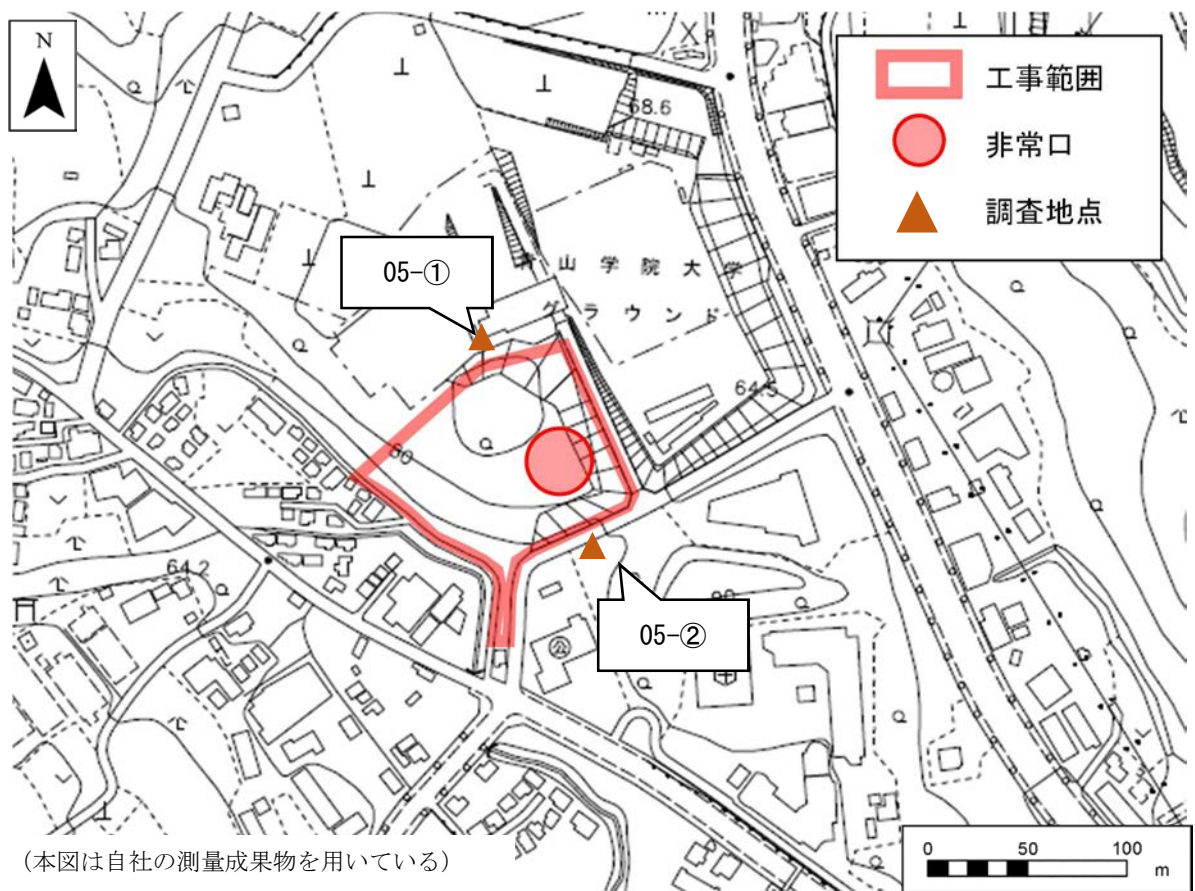 N
68.6
工事範囲
非常口
調査地点
05-①
山学院大学
グラウンド
64.5
60
64.2
05-②
(本図は自社の測量成果物を用いている)
0 50 100
m